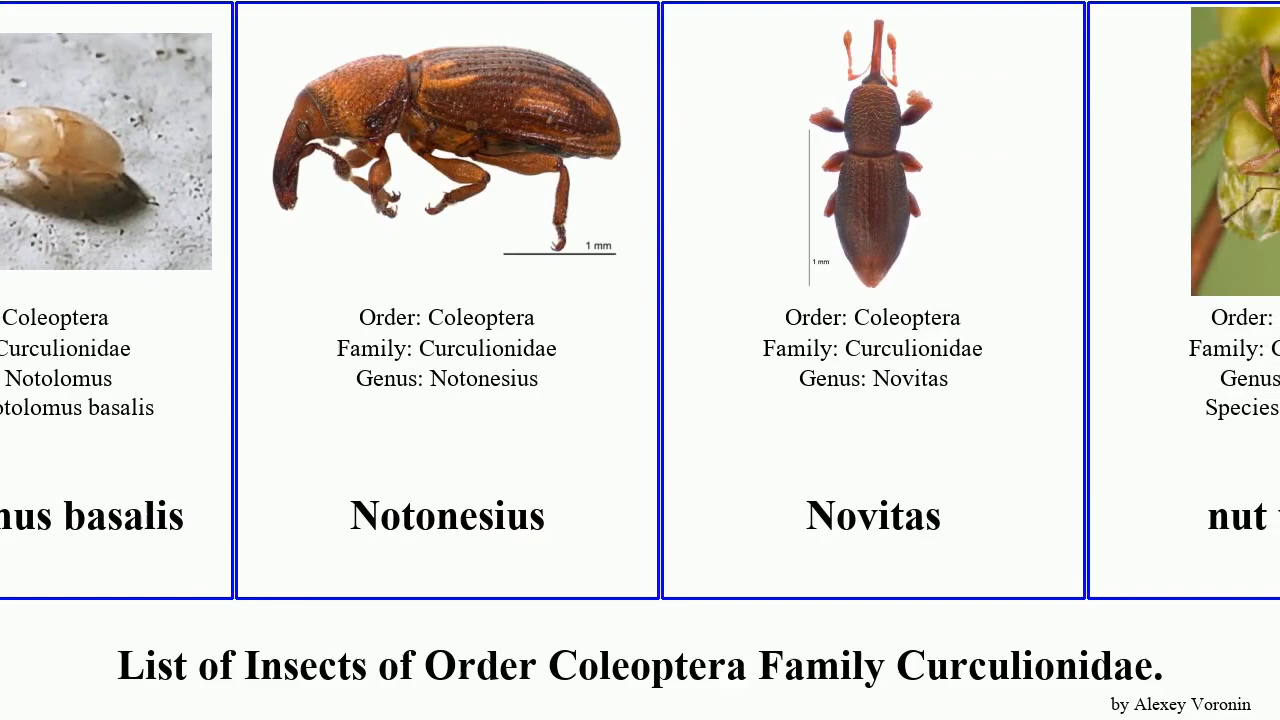 Coleoptera
Curculionidae
Notolomus
otolomus basalis
nus basalis
1 mm
Order: Coleoptera
Family: Curculionidae
Genus: Notonesius
Notonesius
1 mm
Order: Coleoptera
Family: Curculionidae
Genus: Novitas
Novitas
Order:
Family:
Genus
Species
nut
List of Insects of Order Coleoptera Family Curculionidae.
by Alexey Voronin